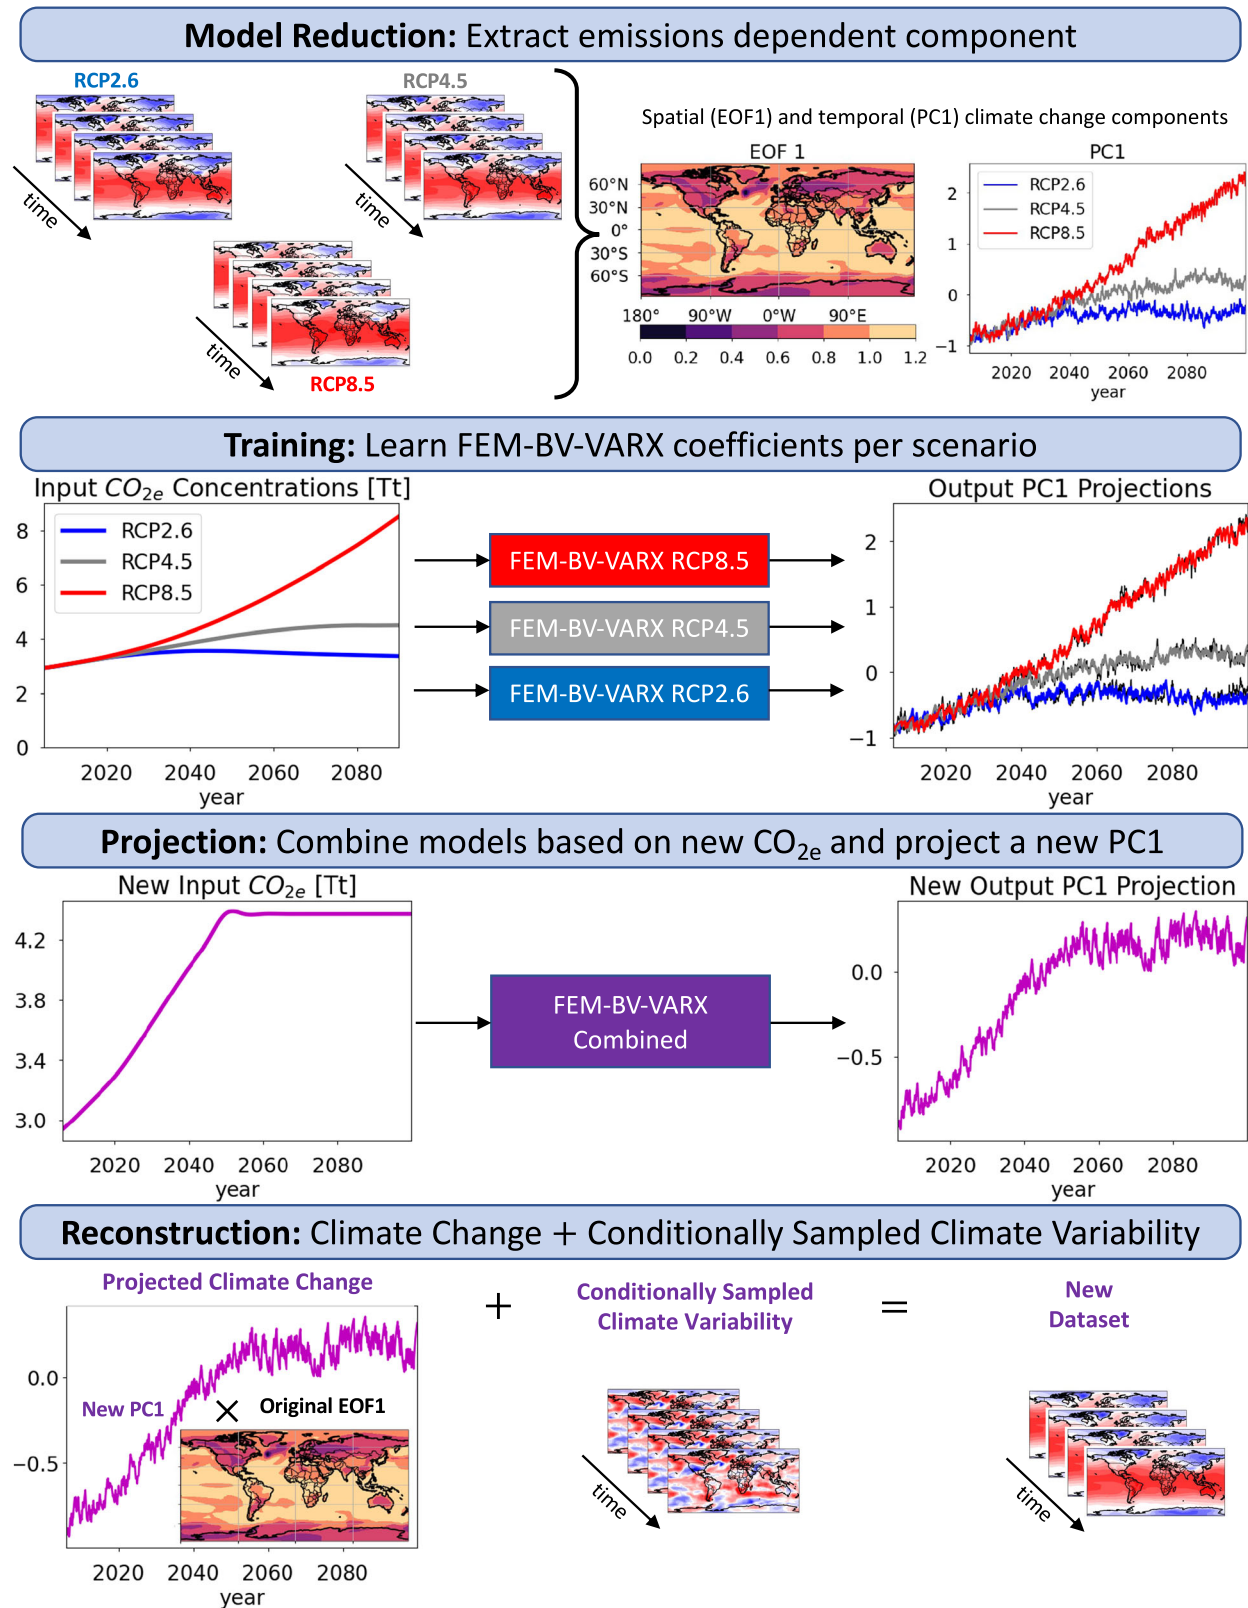 Model Reduction: Extract emissions dependent component
RCP2.6
RCP4.5
time
time
time
RCP8.5
Spatial (EOF1) and temporal (PC1) climate change components
EOF 1
60°N
30°N
0°
30°S
60°S
180° 90°W 0°W 90°E
0.0 0.2 0.4 0.6 0.8 1.0 1.2
PC1
RCP2.6
RCP4.5
RCP8.5
2
1
0
−1
2020 2040 2060 2080
year
Training: Learn FEM-BV-VARX coefficients per scenario
Input CO2e Concentrations [Tt]
RCP2.6
RCP4.5
RCP8.5
8
6
4
2
0
2020 2040 2060 2080
year
FEM-BV-VARX RCP8.5
FEM-BV-VARX RCP4.5
FEM-BV-VARX RCP2.6
Output PC1 Projections
2
1
0
−1
2020 2040 2060 2080
year
Projection: Combine models based on new CO2e and project a new PC1
New Input CO2e [Tt]
4.2
3.8
3.4
3.0
2020 2040 2060 2080
year
FEM-BV-VARX
Combined
New Output PC1 Projection
0.0
−0.5
2020 2040 2060 2080
year
Reconstruction: Climate Change + Conditionally Sampled Climate Variability
Projected Climate Change
0.0
−0.5
New PC1 × Original EOF1
2020 2040 2060 2080
year
+
Conditionally Sampled
Climate Variability
time
=
New
Dataset
time